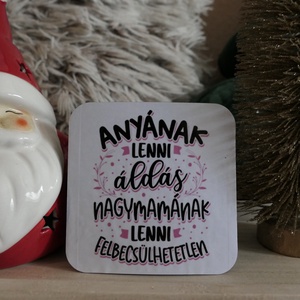 ANYÁNAK
LENNI
áldás
NAGYMAMÁNAK
LENNI
FELBECSÜLHETETLEN